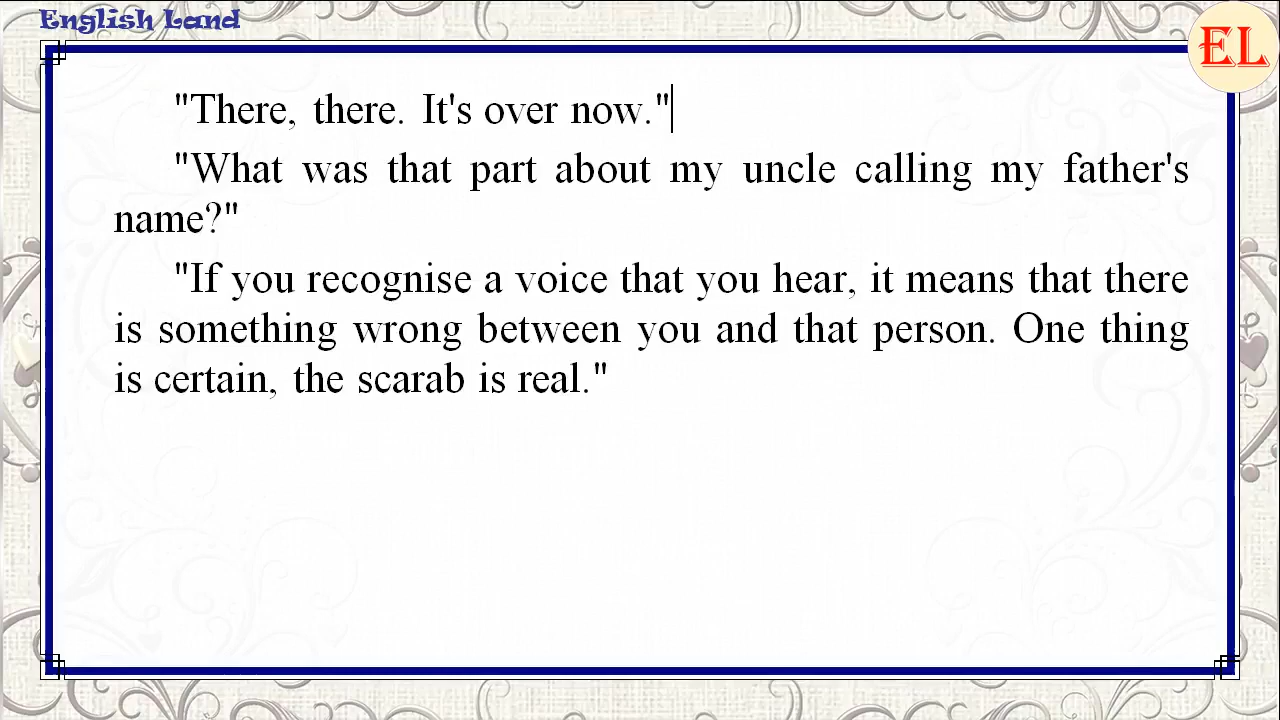 English Land
EL
"There, there. It's over now."
"What was that part about my uncle calling my father's
name?"
"If you recognise a voice that you hear, it means that there
is something wrong between you and that person. One thing
is certain, the scarab is real."